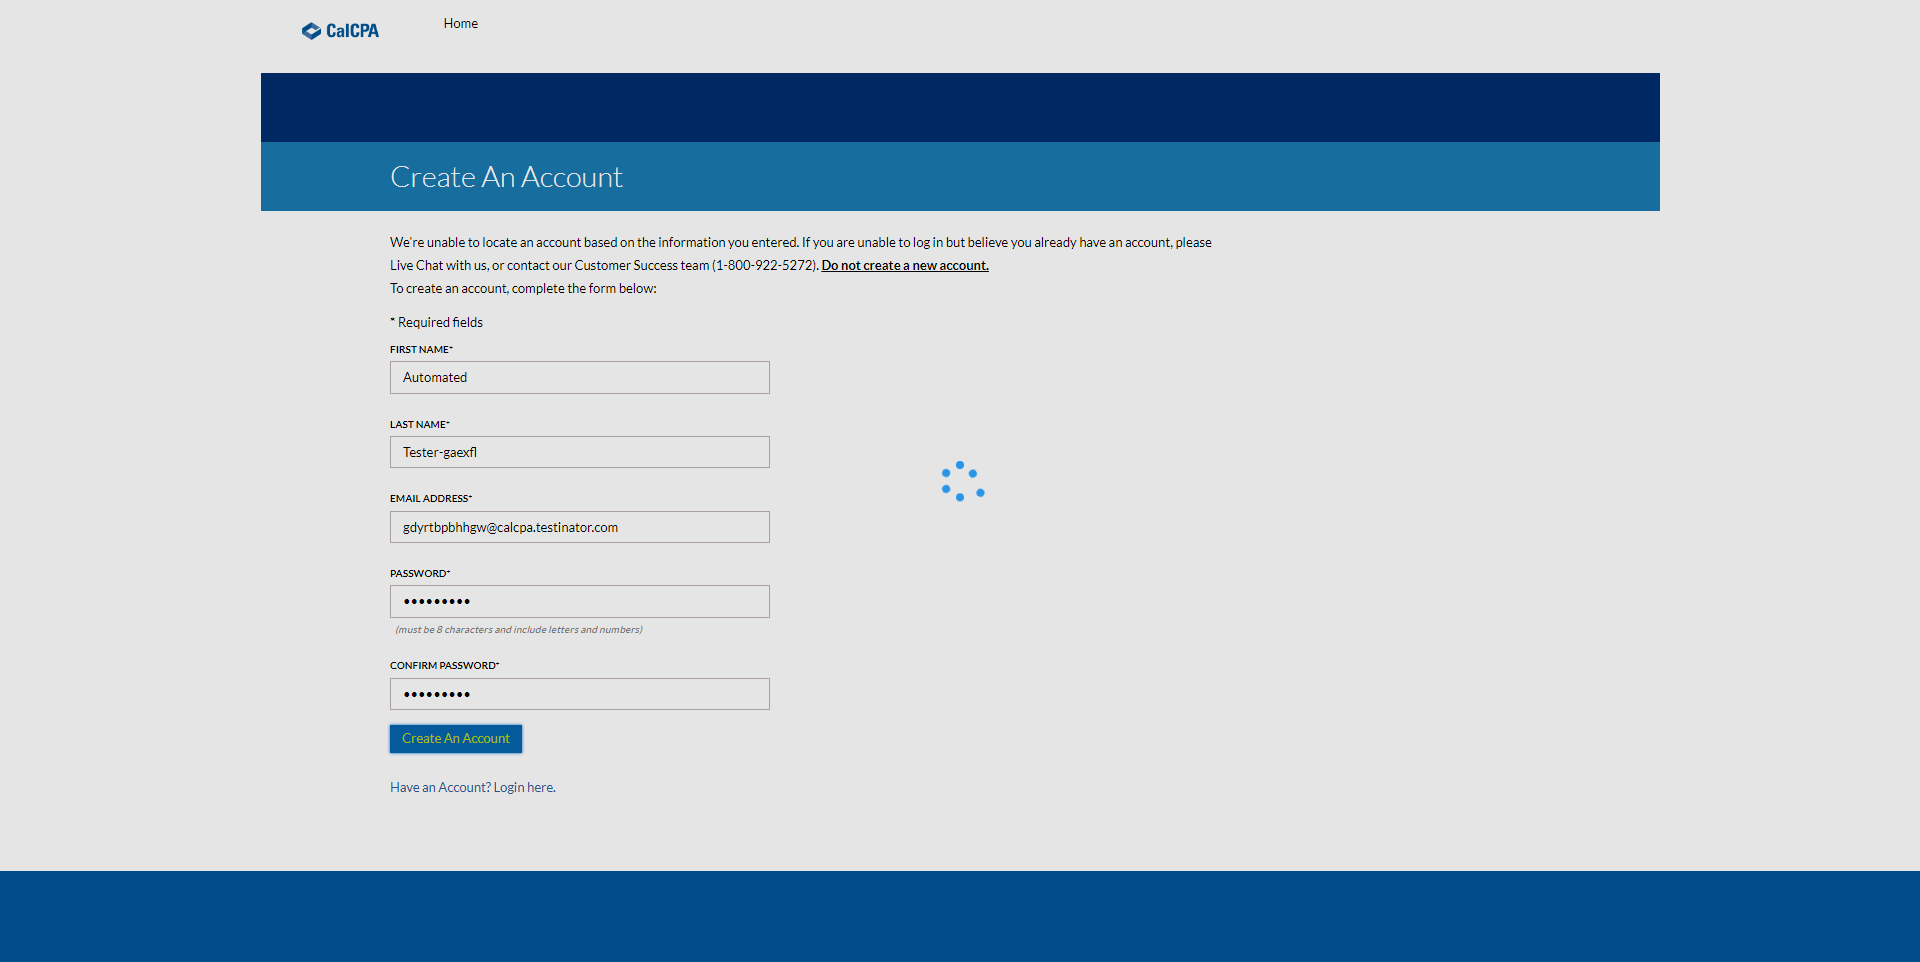 CalCPA
Home
Create An Account
We're unable to locate an account based on the information you entered. If you are unable to log in but believe you already have an account, please
Live Chat with us, or contact our Customer Success team (1-800-922-5272). Do not create a new account.
To create an account, complete the form below:
* Required fields
FIRST NAME*
Automated
LAST NAME*
Tester-gaexfl
EMAIL ADDRESS*
gdyrtbpbhhgw@calcpa.testinator.com
PASSWORD*
•••••••••
(must be 8 characters and include letters and numbers)
CONFIRM PASSWORD*
•••••••••
Create An Account
Have an Account? Login here.